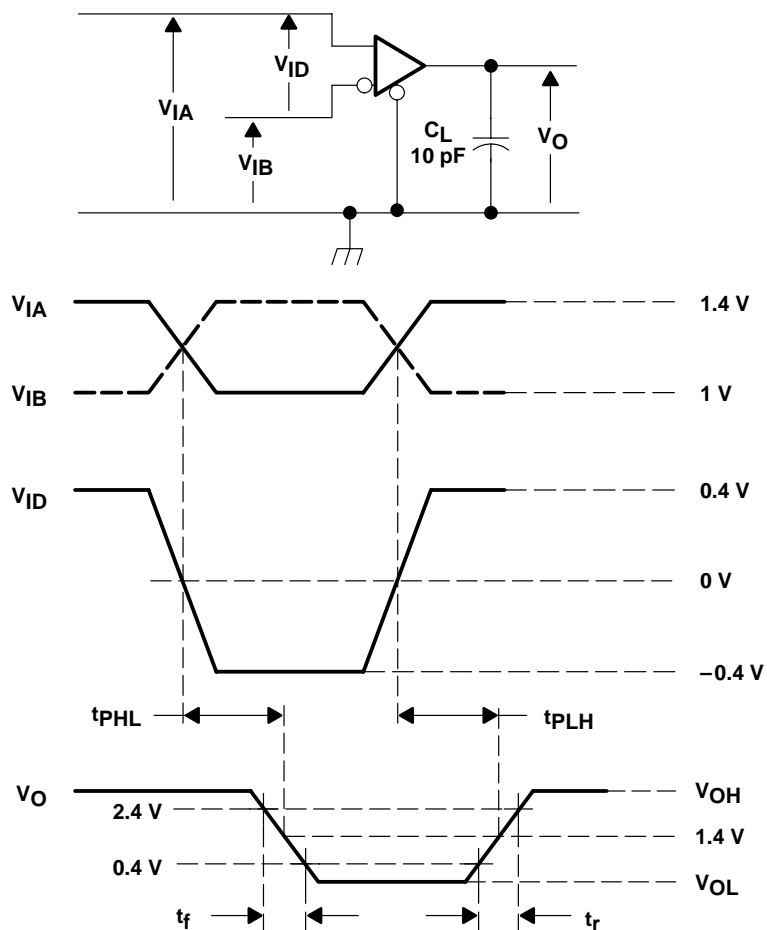 VID
VIA
VIB
CL
10 pF
VO
VIA
1.4 V
VIB
1 V
VID
0.4 V
0 V
–0.4 V
tPHL
tPLH
VO
VOH
2.4 V
1.4 V
0.4 V
VOL
tf
tr